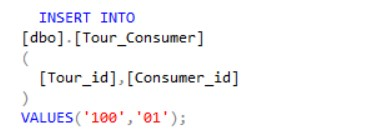 INSERT INTO
[dbo].[Tour_Consumer]
(
[Tour_id],[Consumer_id]
)
VALUES('100','01');